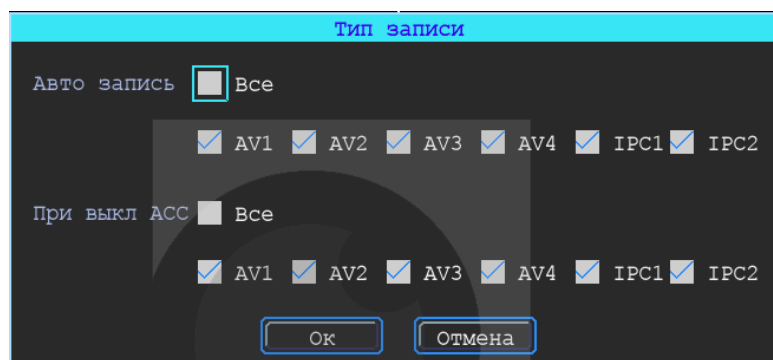 Тип записи
Авто запись Все
AV1 AV2 AV3 AV4 IPC1 IPC2
При выкл ACC Все
AV1 AV2 AV3 AV4 IPC1 IPC2
Ок Отмена